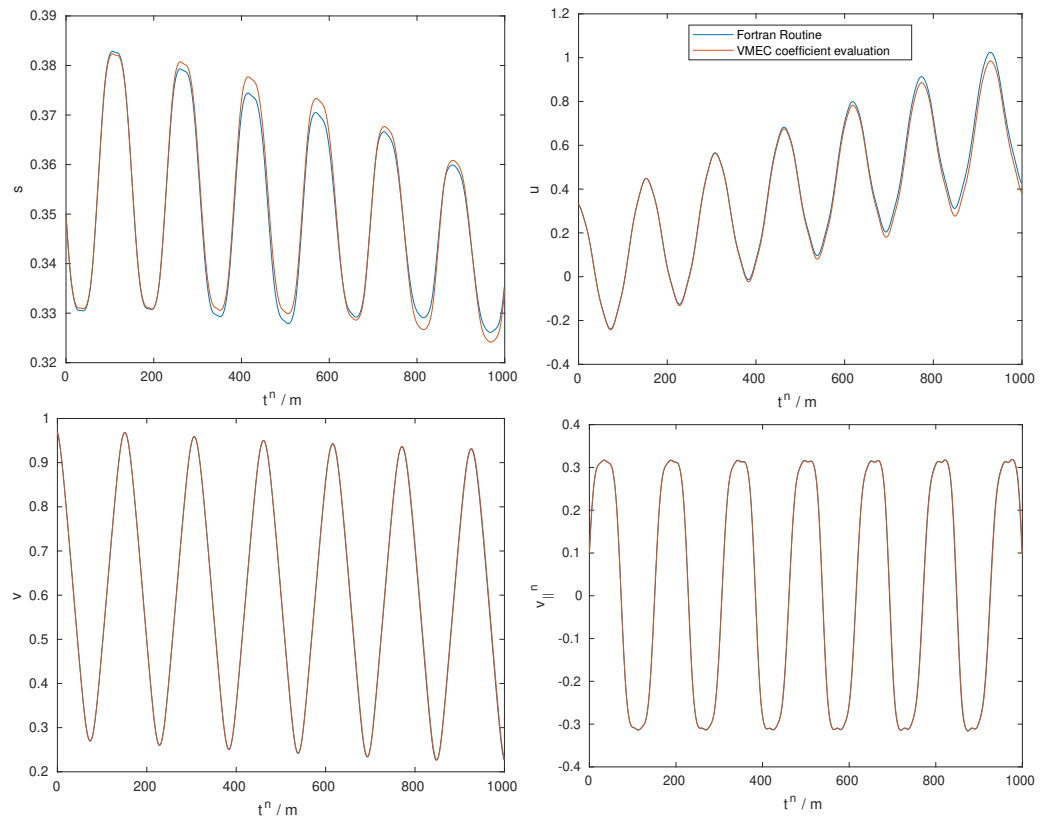 0.39
0.38
0.37
0.36
0.35
0.34
0.33
0.32
s
0 200 400 600 800 1000
t^n / m
Fortran Routine
VMEC coefficient evaluation
1.2
1
0.8
0.6
0.4
0.2
0
-0.2
-0.4
u
0 200 400 600 800 1000
t^n / m
1
0.9
0.8
0.7
0.6
0.5
0.4
0.3
0.2
v
0 200 400 600 800 1000
t^n / m
0.4
0.3
0.2
0.1
0
-0.1
-0.2
-0.3
-0.4
v_||^n
0 200 400 600 800 1000
t^n / m